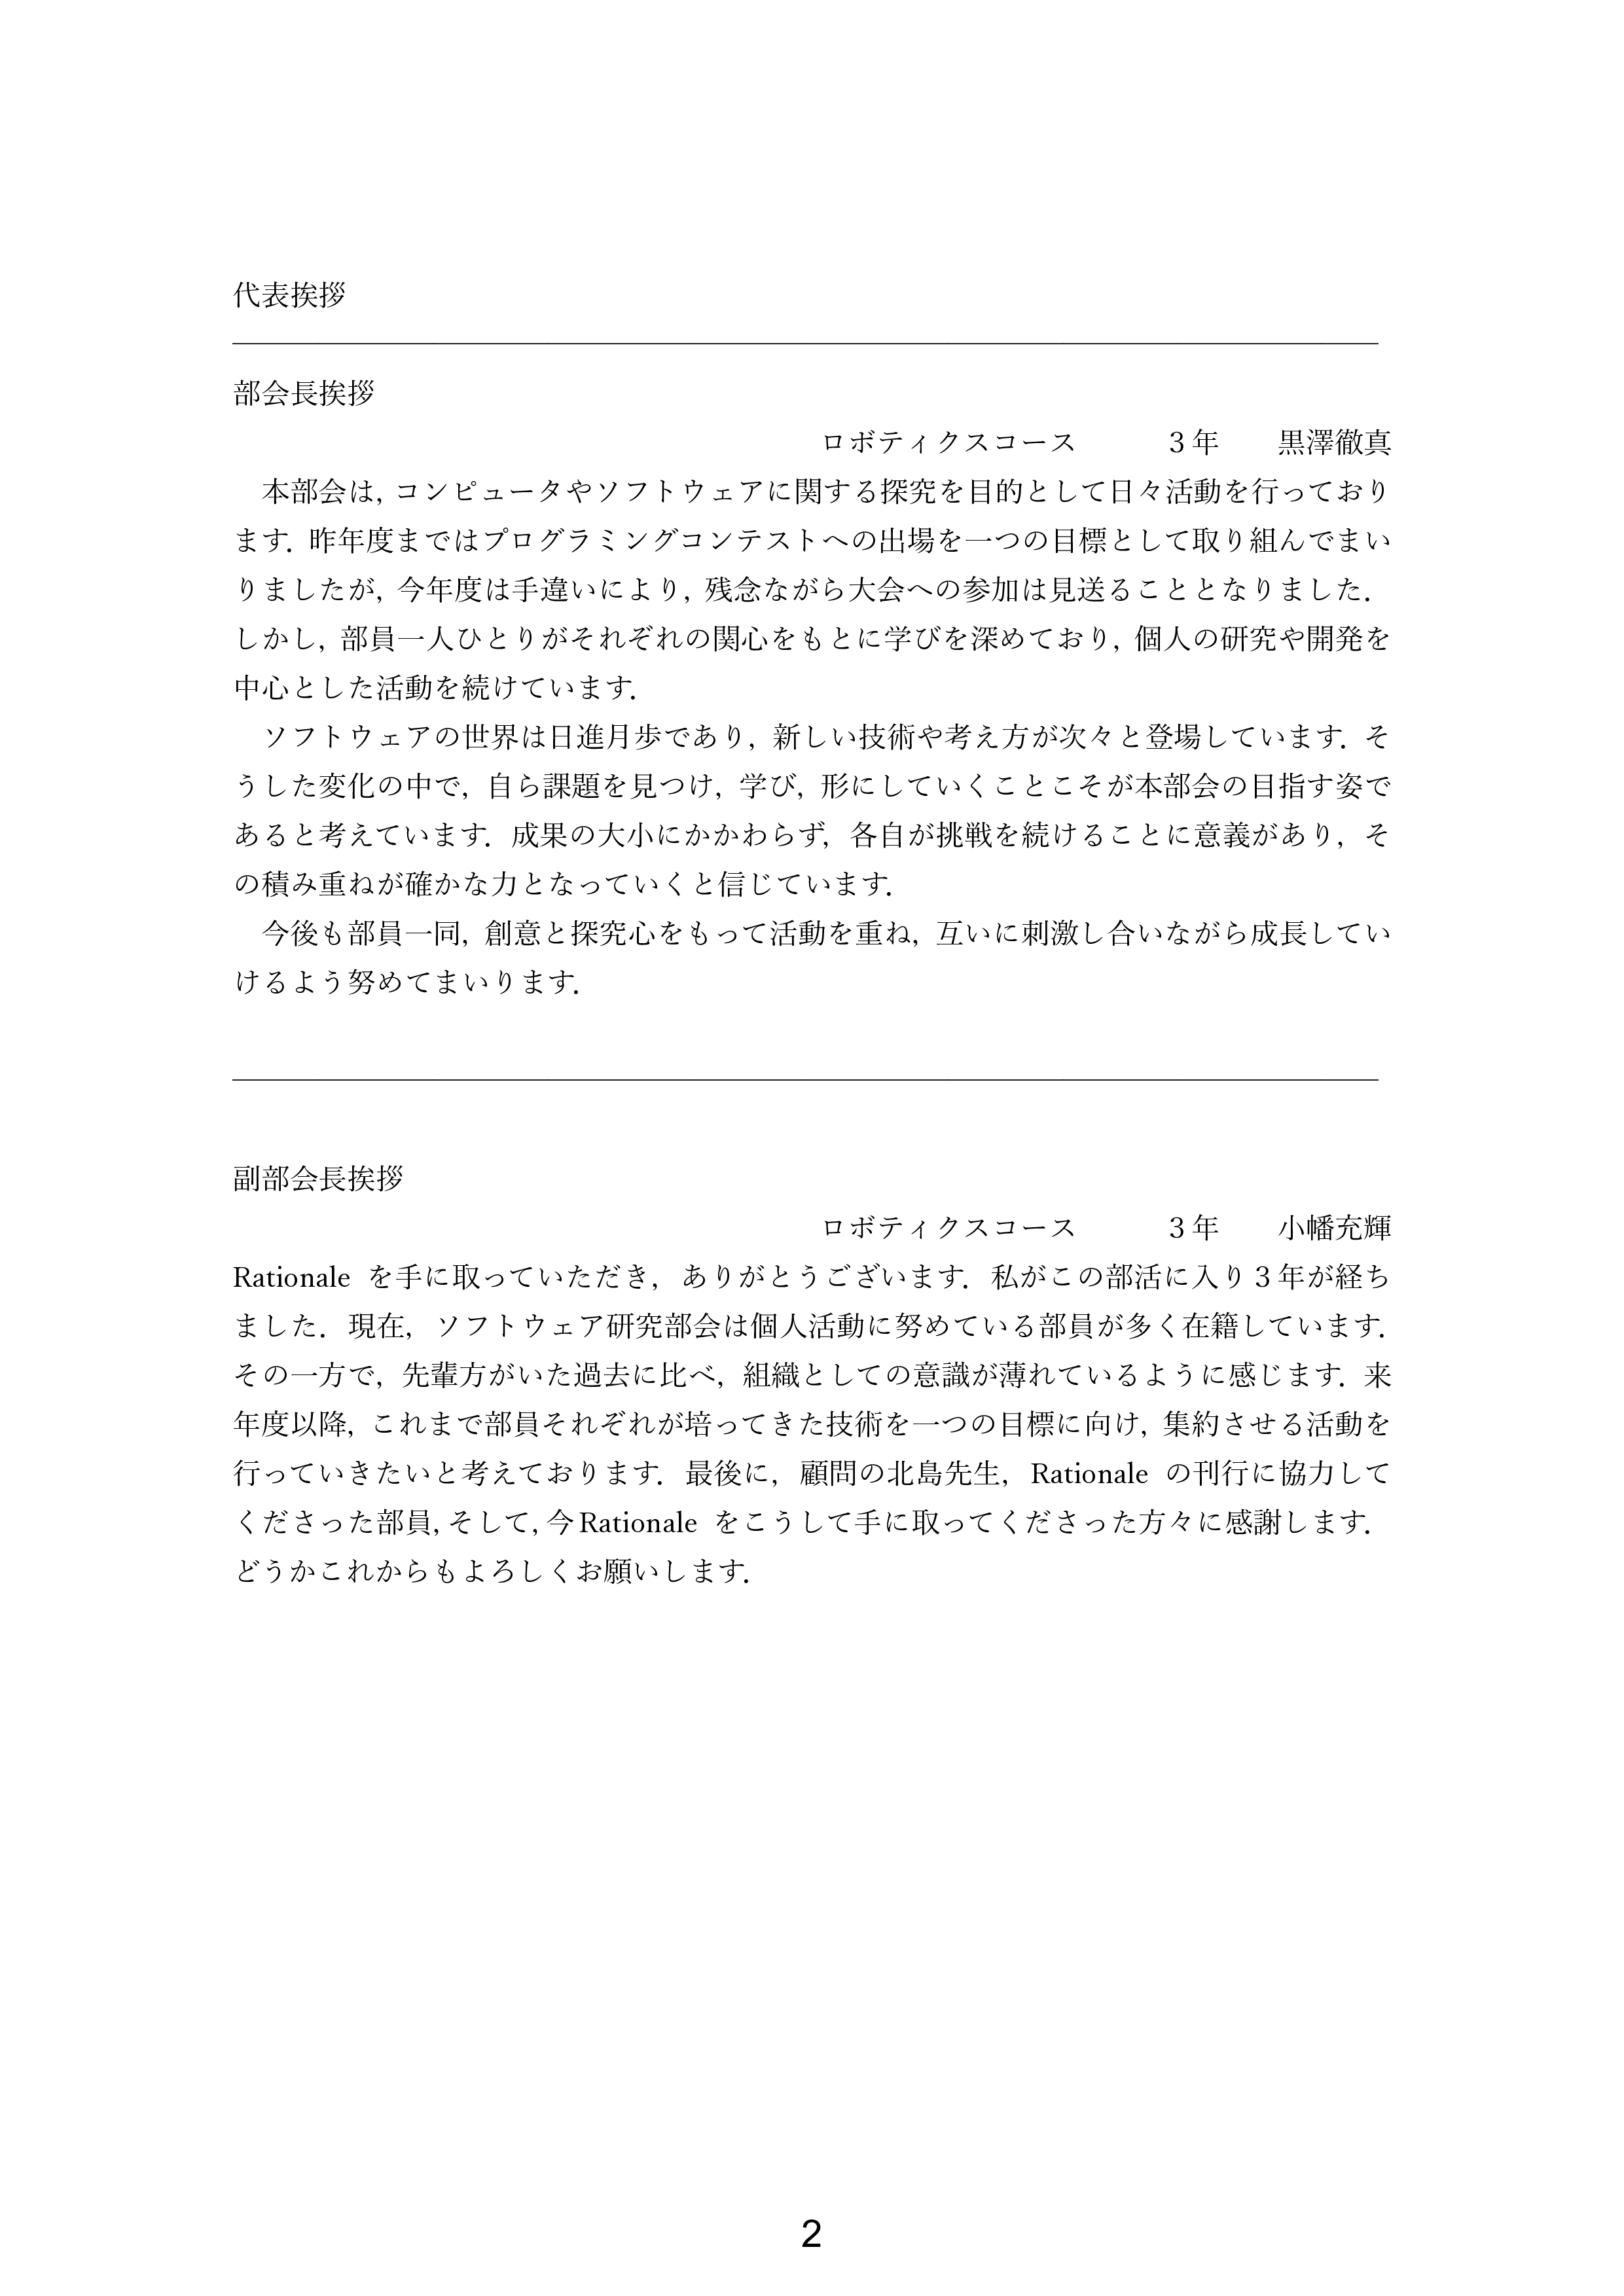 代表挨拶
部会長挨拶
ロボティクスコース　　　３年　　黒澤徹真
　本部会は，コンピュータやソフトウェアに関する探究を目的として日々活動を行っており
ます．昨年度まではプログラミングコンテストへの出場を一つの目標として取り組んでまい
りましたが，今年度は手違いにより，残念ながら大会への参加は見送ることとなりました．
しかし，部員一人ひとりがそれぞれの関心をもとに学びを深めており，個人の研究や開発を
中心とした活動を続けています．
　ソフトウェアの世界は日進月歩であり，新しい技術や考え方が次々と登場しています．そ
うした変化の中で，自ら課題を見つけ，学び，形にしていくことこそが本部会の目指す姿で
あると考えています．成果の大小にかかわらず，各自が挑戦を続けることに意義があり，そ
の積み重ねが確かな力となっていくと信じています．
　今後も部員一同，創意と探究心をもって活動を重ね，互いに刺激し合いながら成長してい
けるよう努めてまいります．
副部会長挨拶
ロボティクスコース　　　３年　　小幡充輝
Rationale を手に取っていただき，ありがとうございます．私がこの部活に入り３年が経ち
ました．現在，ソフトウェア研究部会は個人活動に努めている部員が多く在籍しています．
その一方で，先輩方がいた過去に比べ，組織としての意識が薄れているように感じます．来
年度以降，これまで部員それぞれが培ってきた技術を一つの目標に向け，集約させる活動を
行っていきたいと考えております．最後に，顧問の北島先生，Rationale の刊行に協力して
くださった部員，そして，今Rationale をこうして手に取ってくださった方々に感謝します．
どうかこれからもよろしくお願いします．
2